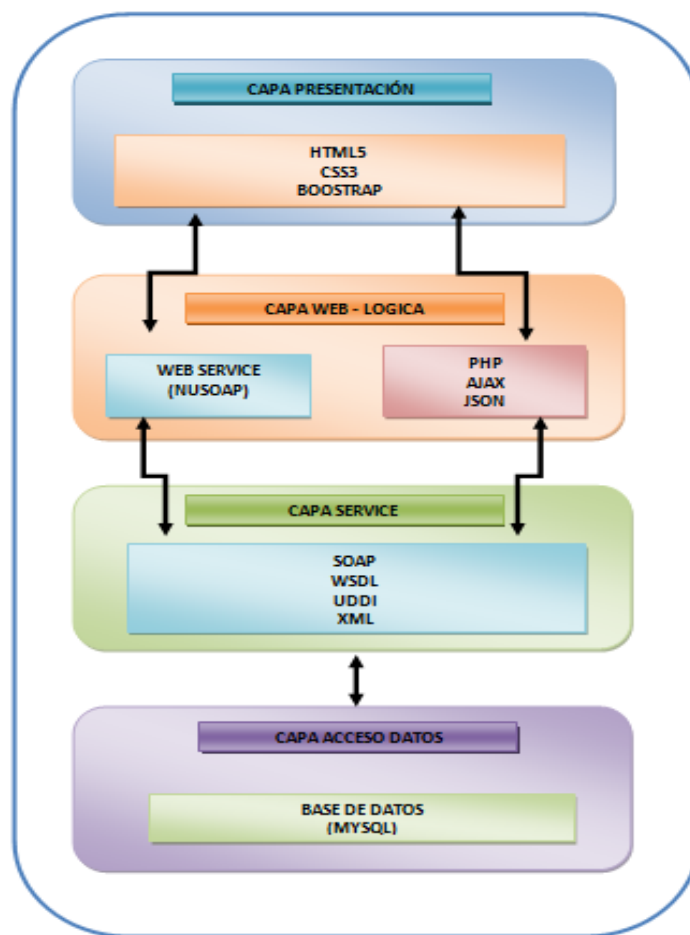 CAPA PRESENTACIÓN
HTML5
CSS3
BOOSTRAP
CAPA WEB - LOGICA
WEB SERVICE
(NUSOAP)
PHP
AJAX
JSON
CAPA SERVICE
SOAP
WSDL
UDDI
XML
CAPA ACCESO DATOS
BASE DE DATOS
(MYSQL)